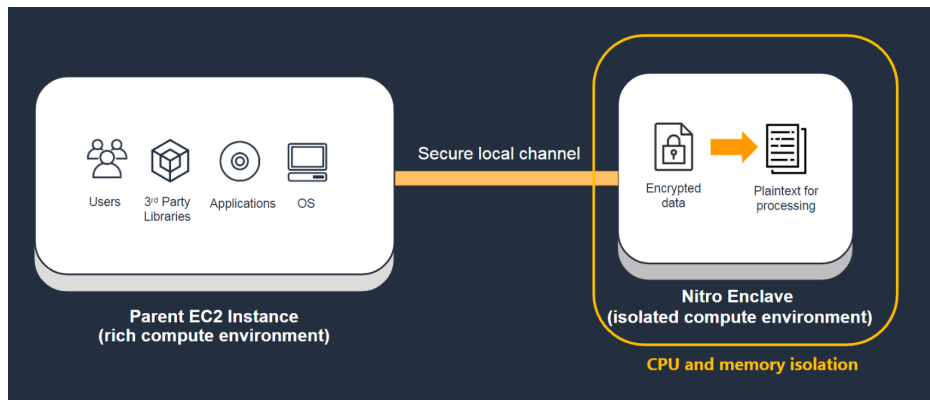 Users
3rd Party
Libraries
Applications
OS
Parent EC2 Instance
(rich compute environment)
Secure local channel
Encrypted
data
Plaintext for
processing
Nitro Enclave
(isolated compute environment)
CPU and memory isolation